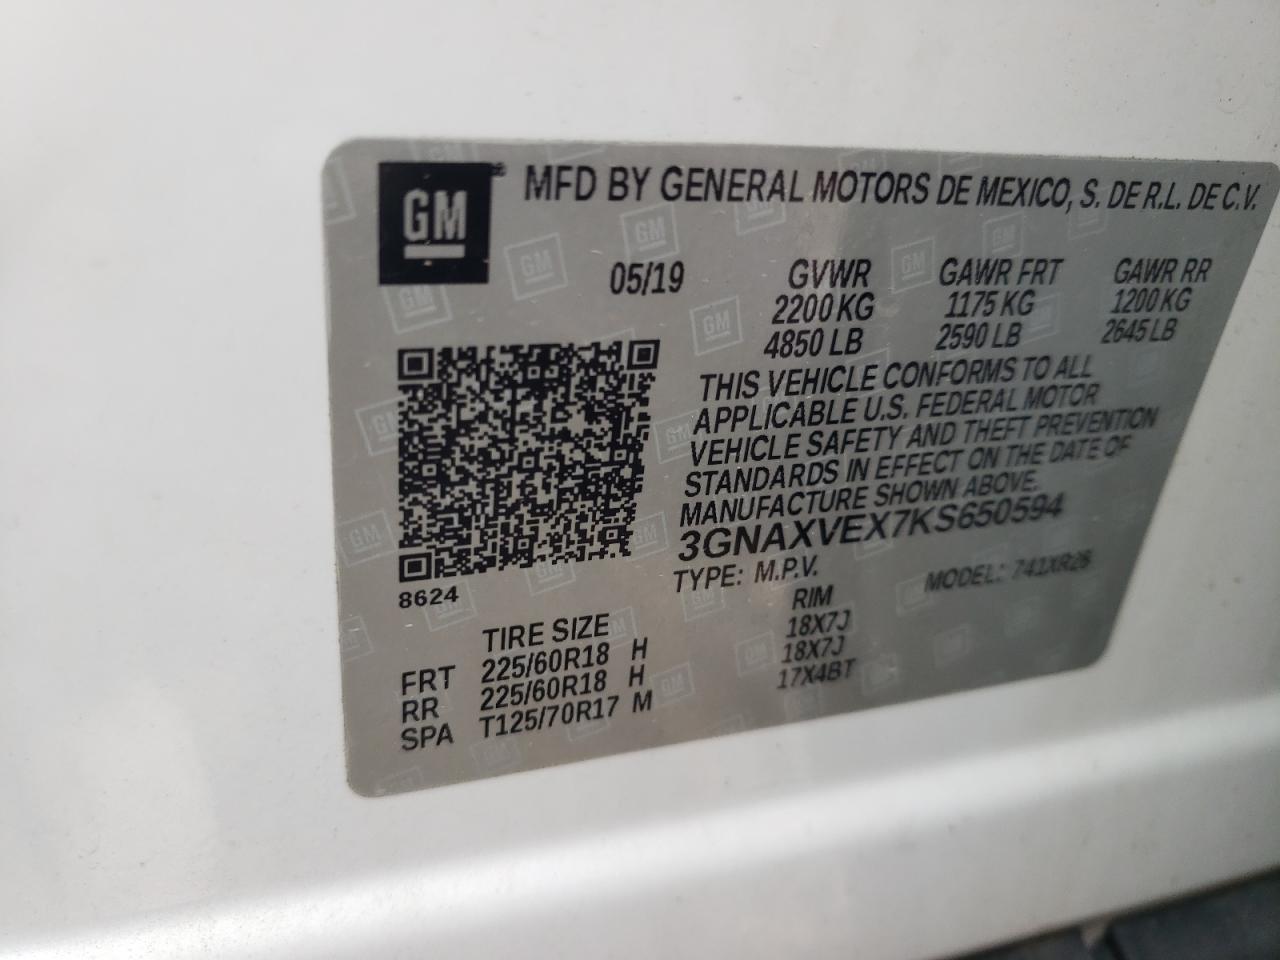 GM
MFD BY GENERAL MOTORS DE MEXICO, S. DE R.L. DE C.V.
05/19 GVWR GAWR FRT GAWR RR
2200 KG 1175 KG 1200 KG
4850 LB 2590 LB 2645 LB
THIS VEHICLE CONFORMS TO ALL
APPLICABLE U.S. FEDERAL MOTOR
VEHICLE SAFETY AND THEFT PREVENTION
STANDARDS IN EFFECT ON THE DATE OF
MANUFACTURE SHOWN ABOVE.
3GNAXVEX7KS650594
TYPE: M.P.V. MODEL: 741XR26
8624
TIRE SIZE RIM
FRT 225/60R18 H 18X7J
RR 225/60R18 H 18X7J
SPA T125/70R17 M 17X4BT